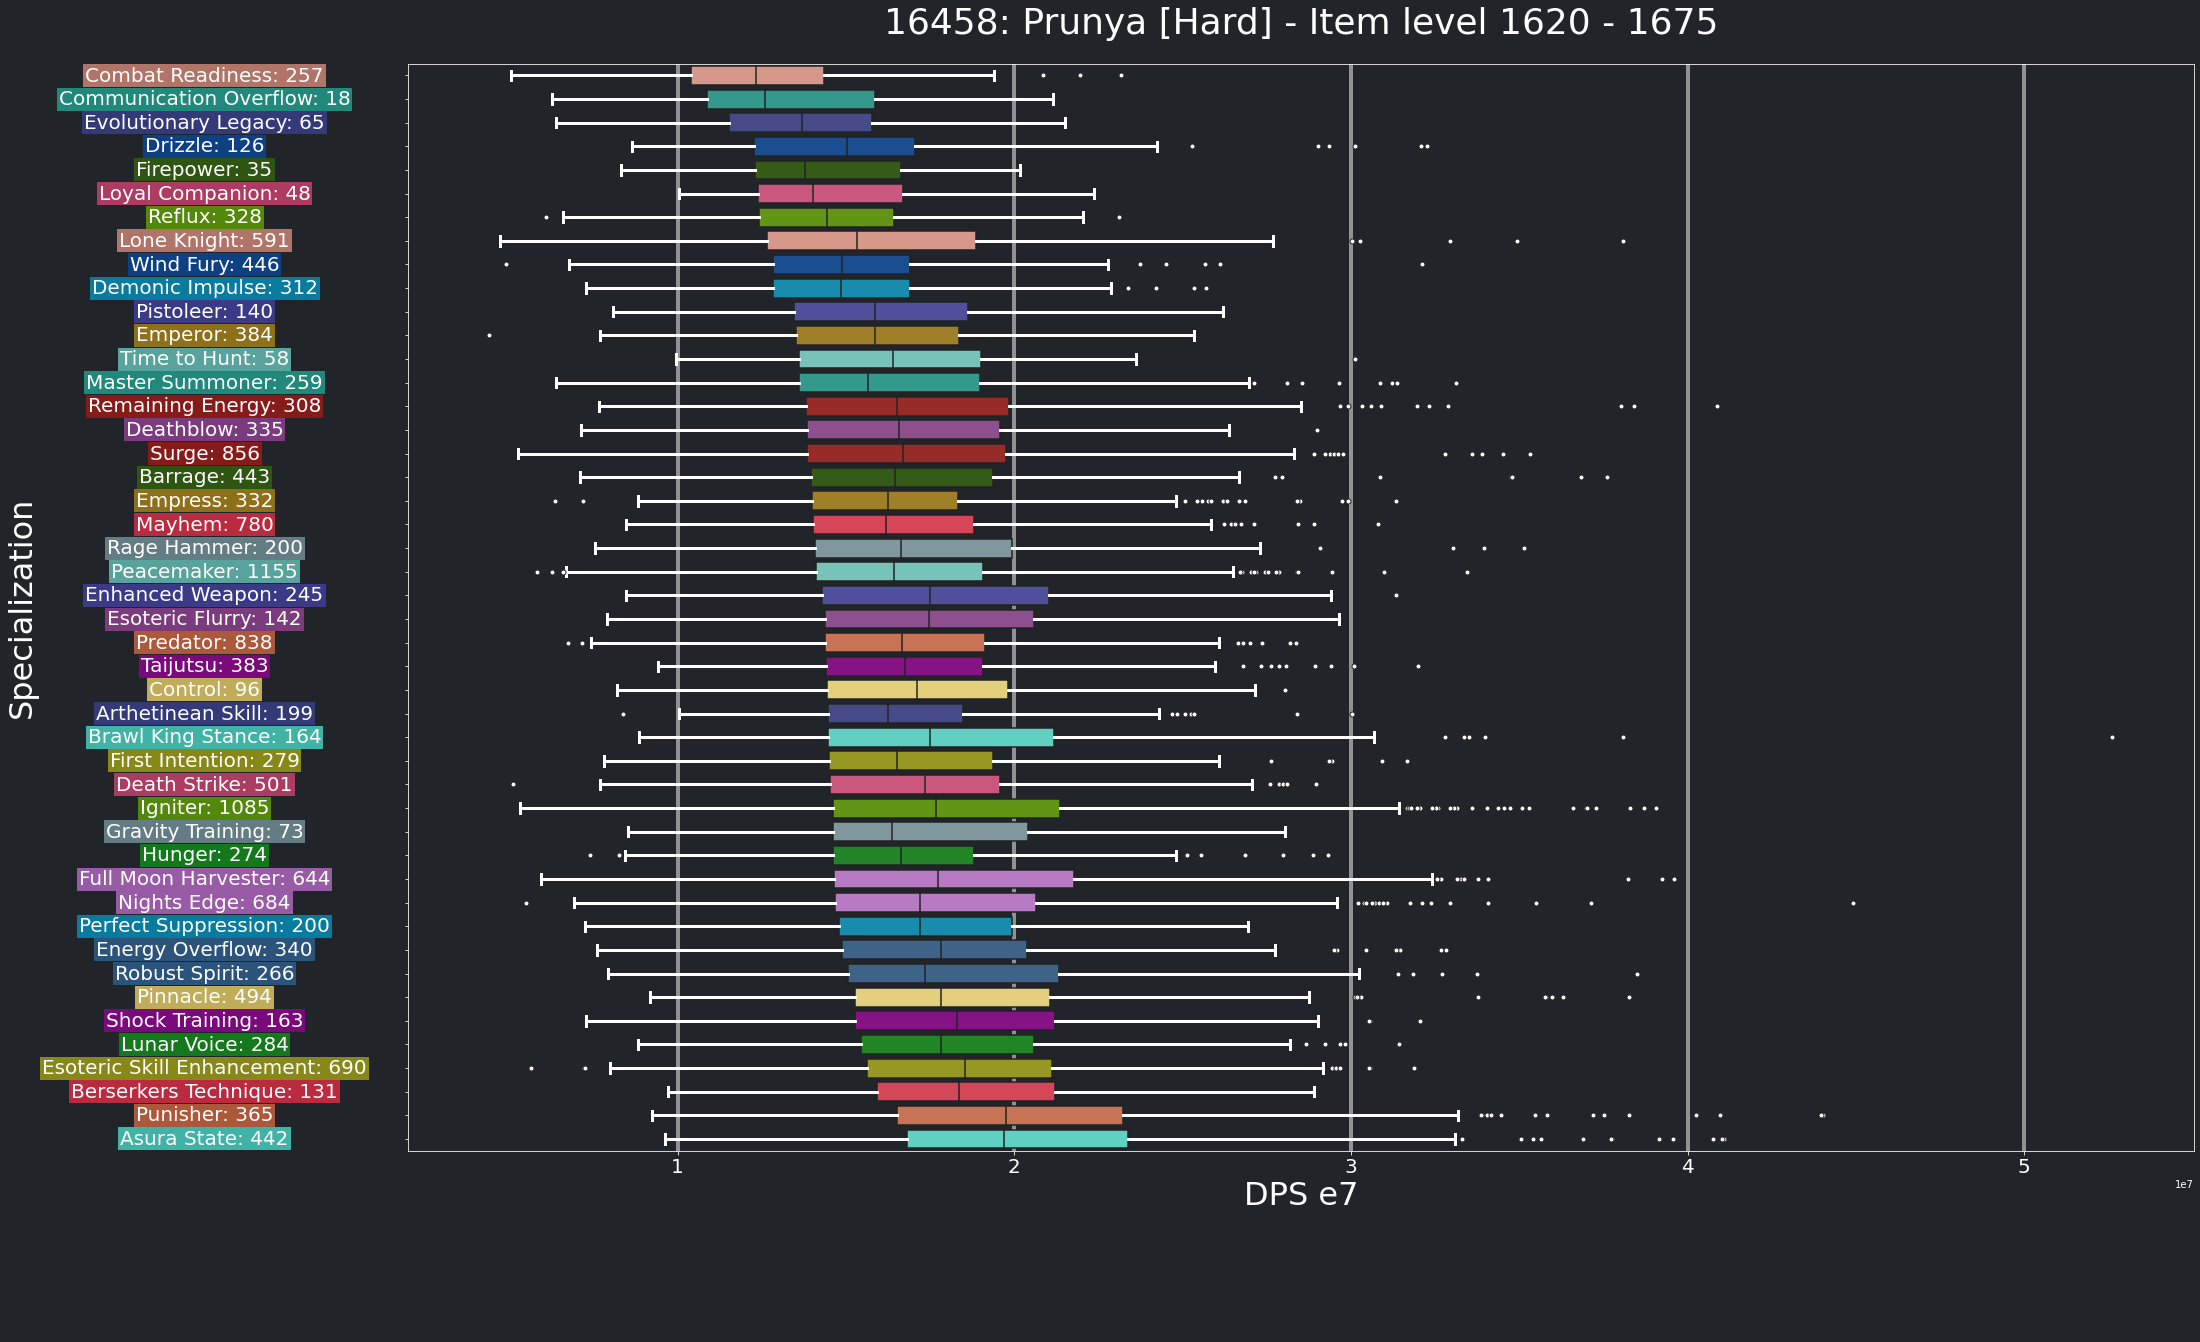 16458: Prunya [Hard] - Item level 1620 - 1675
Specialization
Combat Readiness: 257
Communication Overflow: 18
Evolutionary Legacy: 65
Drizzle: 126
Firepower: 35
Loyal Companion: 48
Reflux: 328
Lone Knight: 591
Wind Fury: 446
Demonic Impulse: 312
Pistoleer: 140
Emperor: 384
Time to Hunt: 58
Master Summoner: 259
Remaining Energy: 308
Deathblow: 335
Surge: 856
Barrage: 443
Empress: 332
Mayhem: 780
Rage Hammer: 200
Peacemaker: 1155
Enhanced Weapon: 245
Esoteric Flurry: 142
Predator: 838
Taijutsu: 383
Control: 96
Arthetinean Skill: 199
Brawl King Stance: 164
First Intention: 279
Death Strike: 501
Igniter: 1085
Gravity Training: 73
Hunger: 274
Full Moon Harvester: 644
Nights Edge: 684
Perfect Suppression: 200
Energy Overflow: 340
Robust Spirit: 266
Pinnacle: 494
Shock Training: 163
Lunar Voice: 284
Esoteric Skill Enhancement: 690
Berserkers Technique: 131
Punisher: 365
Asura State: 442
1 2 3 4 5
1e7
DPS e7